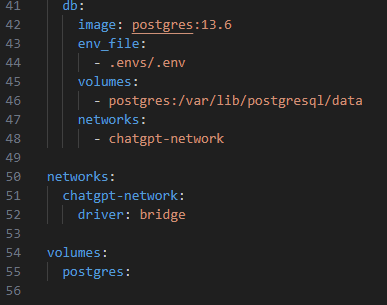 41 db:
42 image: postgres:13.6
43 env_file:
44 - .envs/.env
45 volumes:
46 - postgres:/var/lib/postgresql/data
47 networks:
48 - chatgpt-network
49
50 networks:
51 chatgpt-network:
52 driver: bridge
53
54 volumes:
55 postgres:
56